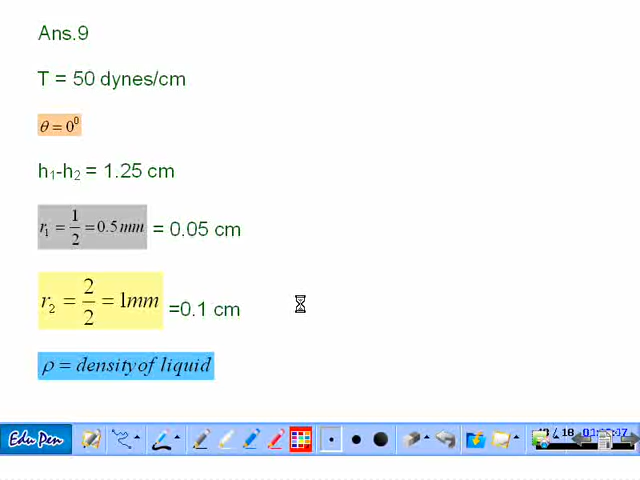 Ans.9
T = 50 dynes/cm
θ = 0⁰
h₁-h₂ = 1.25 cm
r₁ = 1/2 = 0.5 mm = 0.05 cm
r₂ = 2/2 = 1mm =0.1 cm
ρ = density of liquid
Edu Pen
/ 18